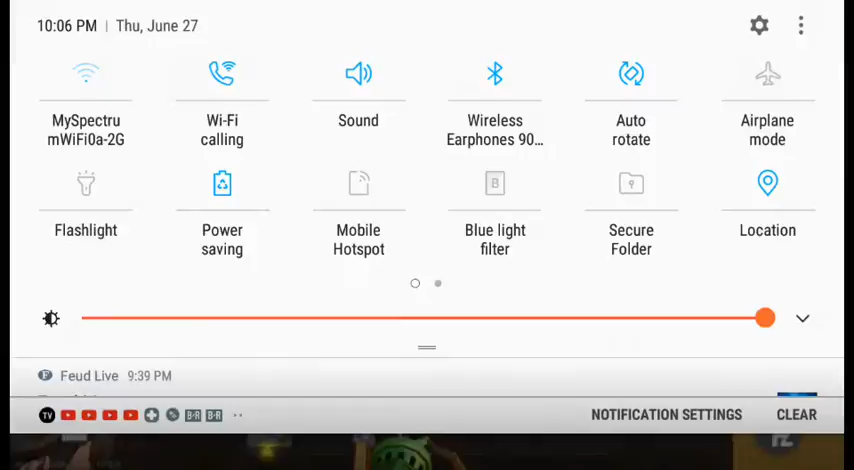 10:06 PM | Thu, June 27
MySpectru
mWiFi0a-2G
Wi-Fi
calling
Sound
Wireless
Earphones 90...
Auto
rotate
Airplane
mode
Flashlight
Power
saving
Mobile
Hotspot
B
Blue light
filter
Secure
Folder
Location
F Feud Live 9:39 PM
TV B·R B·R NOTIFICATION SETTINGS CLEAR